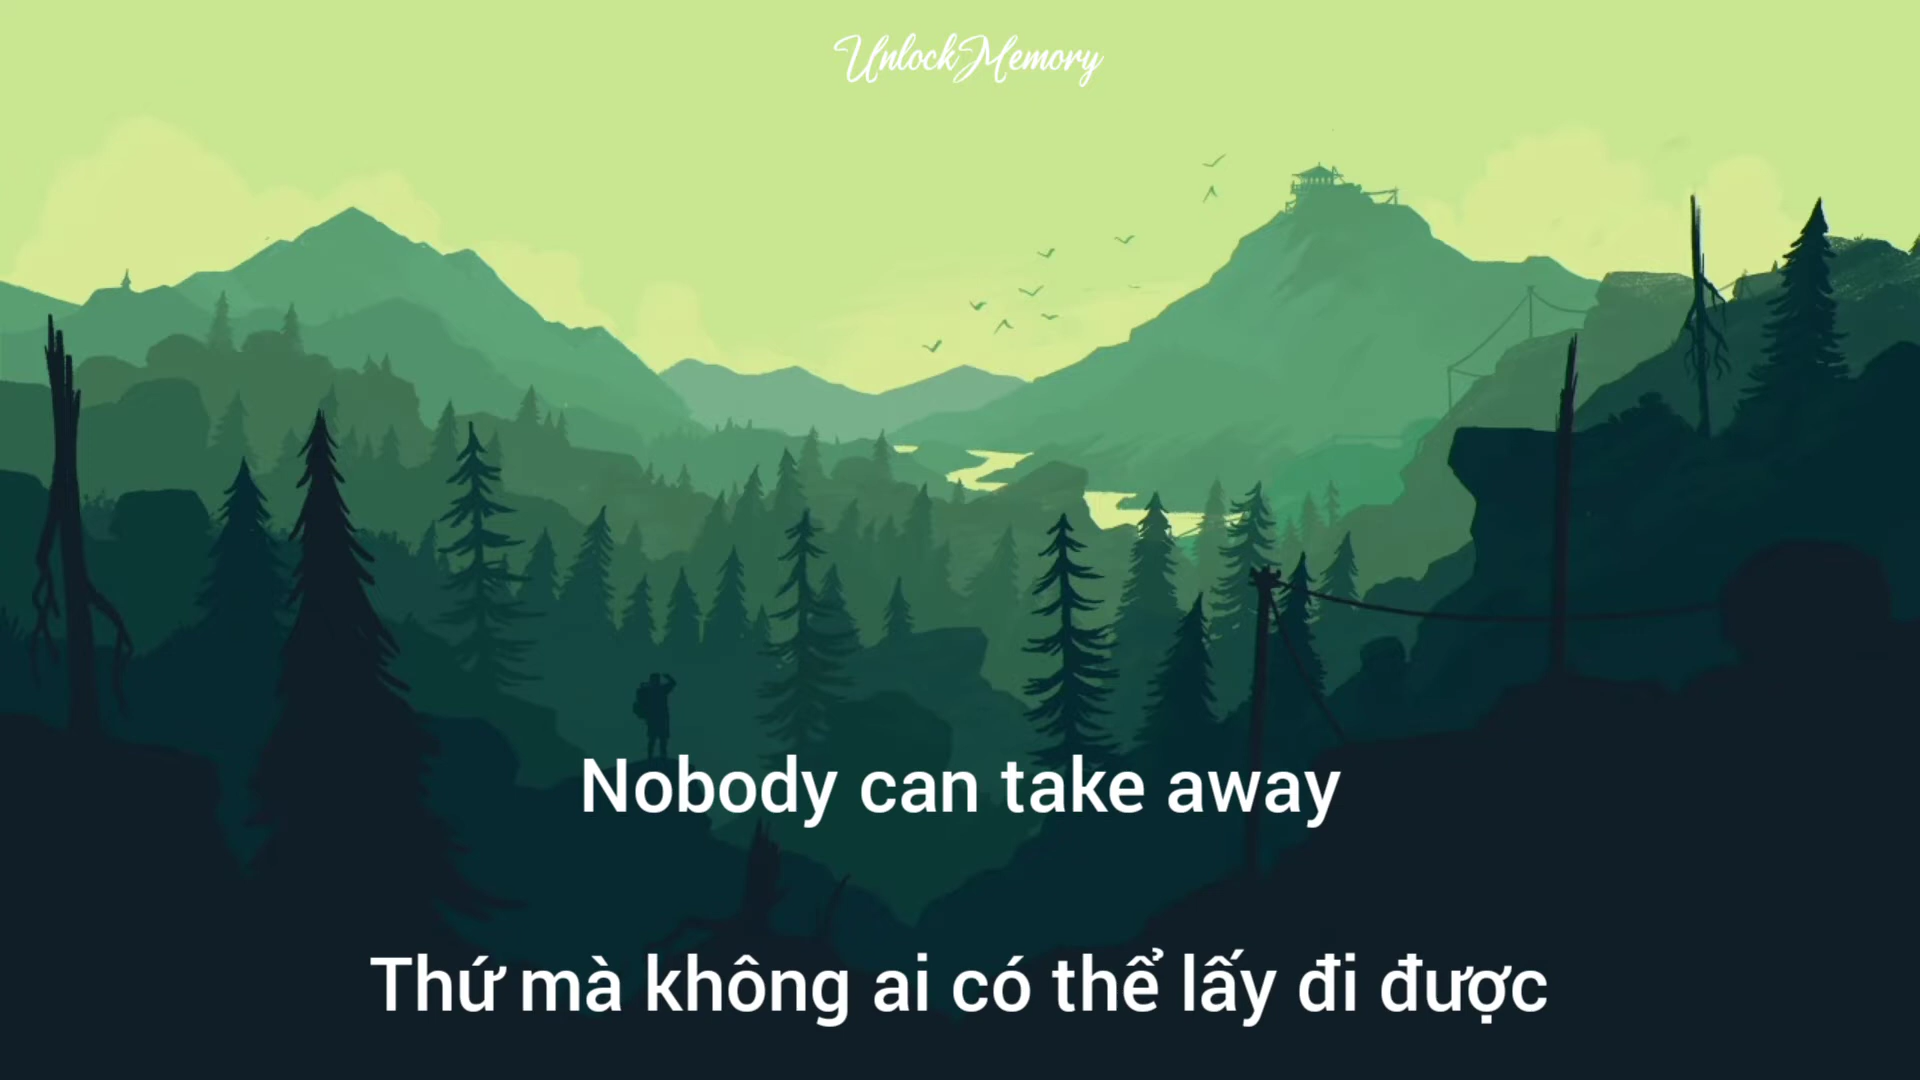 UnlockMemory
Nobody can take away
Thứ mà không ai có thể lấy đi được